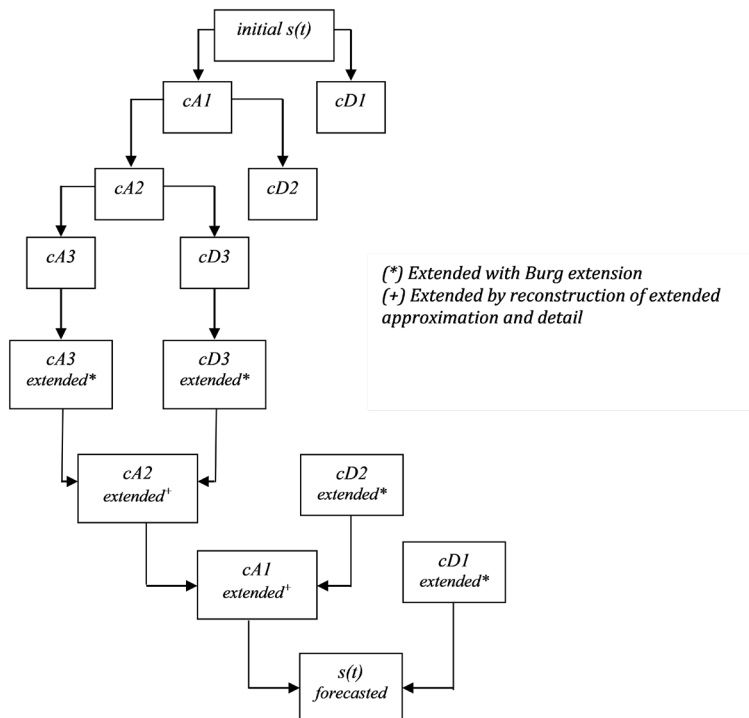 initial s(t)
cA1
cD1
cA2
cD2
cA3
cD3
(*) Extended with Burg extension
(+) Extended by reconstruction of extended
approximation and detail
cA3
extended*
cD3
extended*
cA2
extended+
cD2
extended*
cA1
extended+
cD1
extended*
s(t)
forecasted